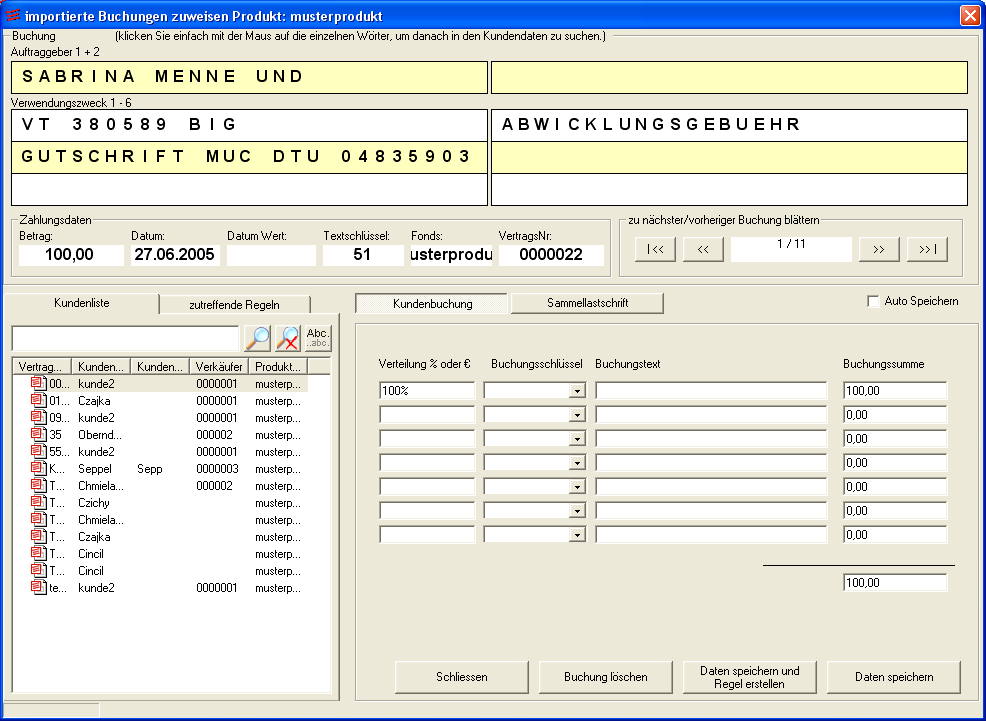 importierte Buchungen zuweisen Produkt: musterprodukt
Buchung (klicken Sie einfach mit der Maus auf die einzelnen Wörter, um danach in den Kundendaten zu suchen.)
Auftraggeber 1 + 2
SABRINA MENNE UND
Verwendungszweck 1 - 6
VT 380589 BIG ABWICKLUNGSGEBUEHR
GUTSCHRIFT MUC DTU 04835903
Zahlungsdaten zu nächster/vorheriger Buchung blättern
Betrag: Datum: Datum Wert: Textschlüssel: Fonds: VertragsNr:
100,00 27.06.2005 51 usterprodu 0000022 |<< << 1 / 11 >> >>|
Kundenliste zutreffende Regeln Kundenbuchung Sammellastschrift Auto Speichern
Abc.
..abc.
Vertrag... Kunden... Kunden... Verkäufer Produkt...
00... kunde2 0000001 musterp...
01... Czajka 0000001 musterp...
09... kunde2 0000001 musterp...
35 Obernd... 000002 musterp...
55... kunde2 0000001 musterp...
K... Seppel Sepp 0000003 musterp...
T... Chmiela... 000002 musterp...
T... Czichy musterp...
T... Chmiela... musterp...
T... Czajka musterp...
T... Cincil musterp...
T... Cincil musterp...
te... kunde2 0000001 musterp...
Verteilung % oder € Buchungsschlüssel Buchungstext Buchungssumme
100% 100,00
0,00
0,00
0,00
0,00
0,00
0,00
100,00
Schliessen Buchung löschen Daten speichern und Regel erstellen Daten speichern